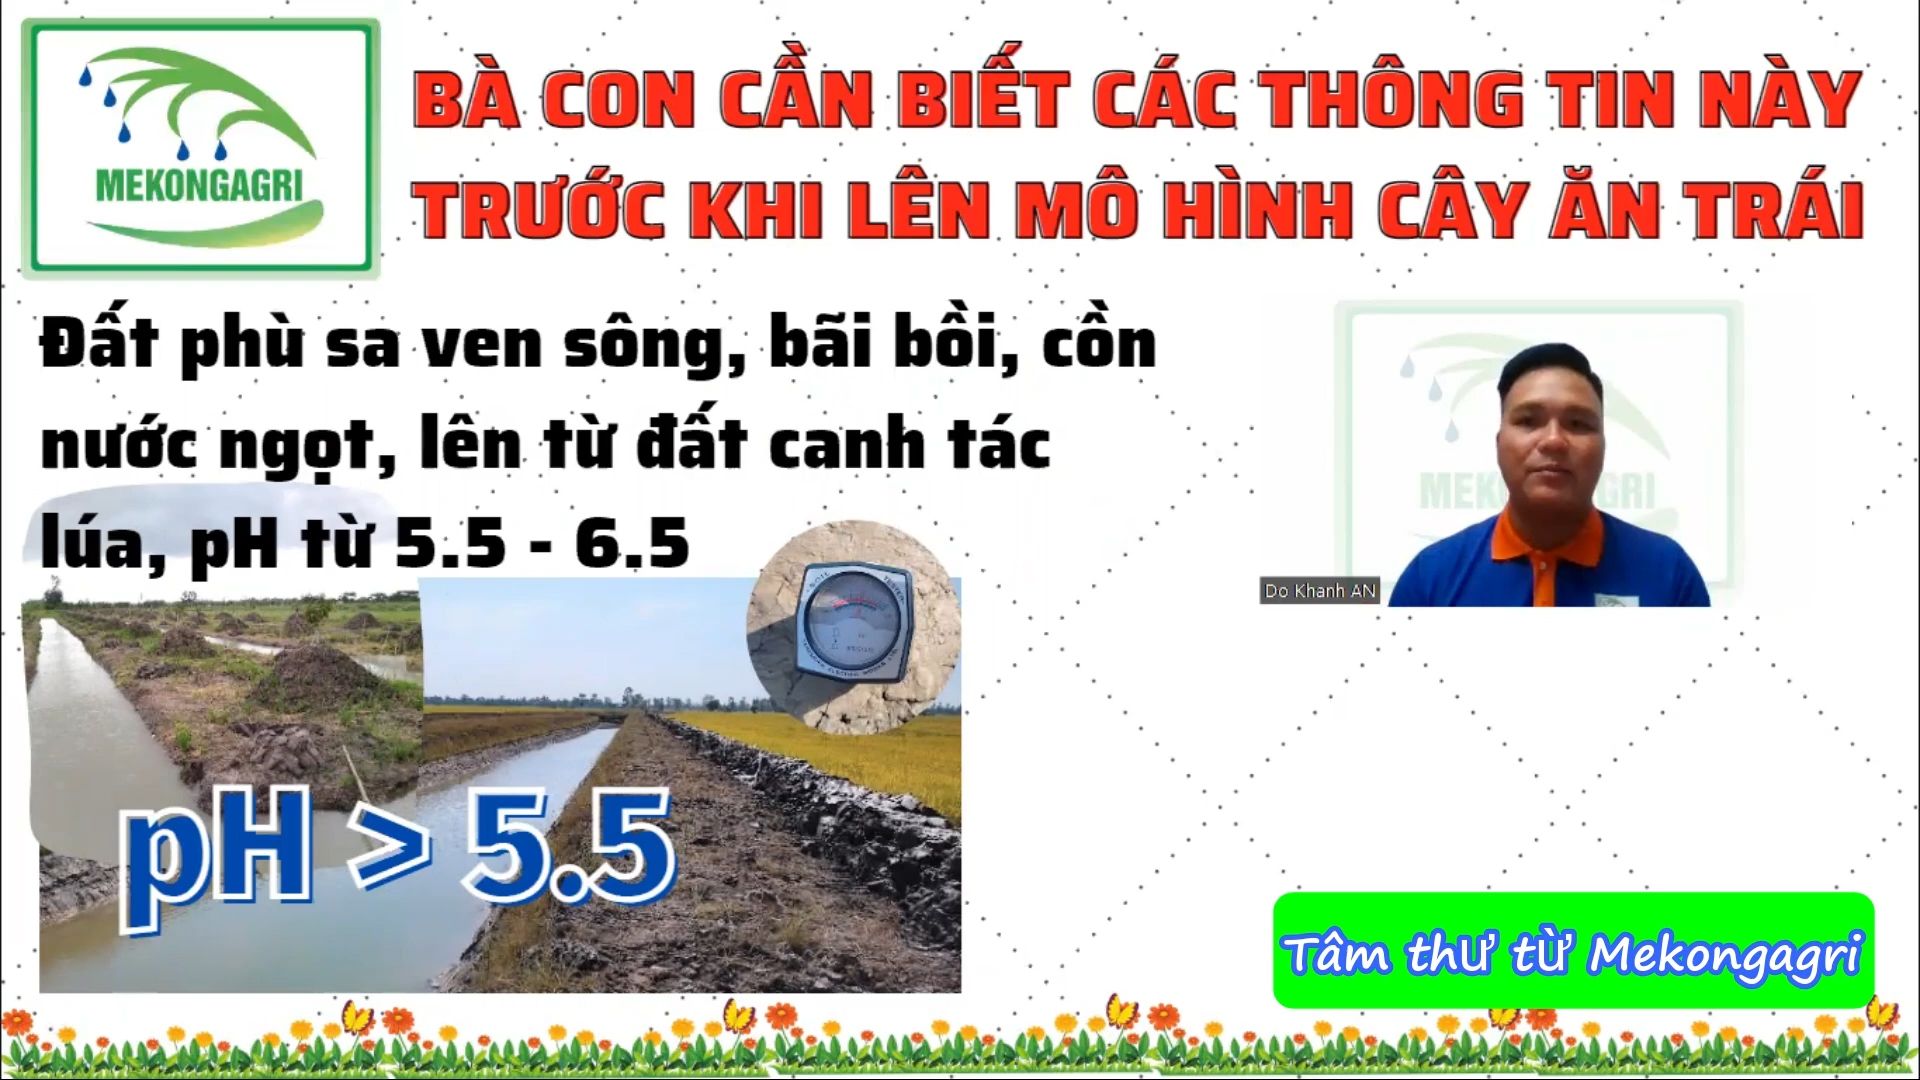 MEKONGAGRI
BÀ CON CẦN BIẾT CÁC THÔNG TIN NÀY
TRƯỚC KHI LÊN MÔ HÌNH CÂY ĂN TRÁI
Đất phù sa ven sông, bãi bồi, cồn
nước ngọt, lên từ đất canh tác
lúa, pH từ 5.5 - 6.5
SOIL TESTER
pH > 5.5
Do Khanh AN
Tâm thư từ Mekongagri